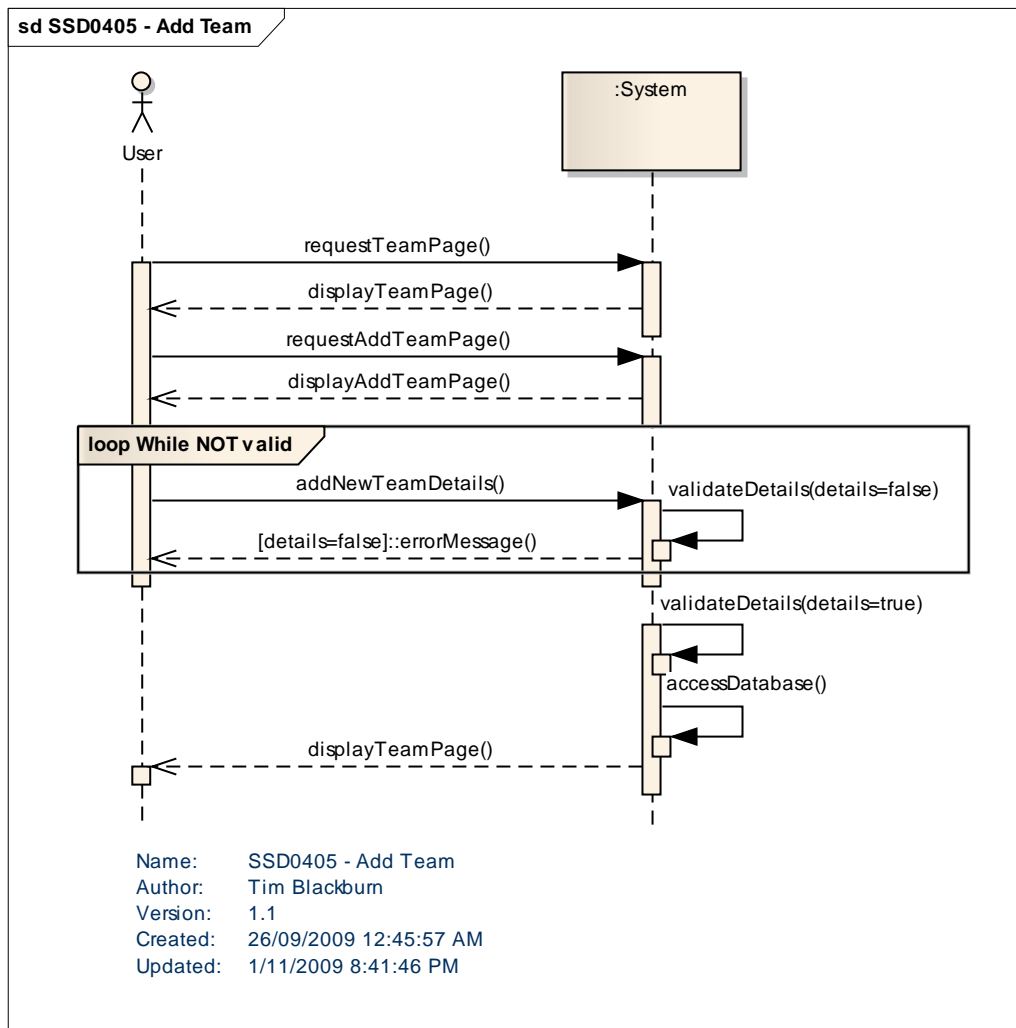 sd SSD0405 - Add Team
:System
User
requestTeamPage()
displayTeamPage()
requestAddTeamPage()
displayAddTeamPage()
loop While NOT valid
addNewTeamDetails()
validateDetails(details=false)
[details=false]::errorMessage()
validateDetails(details=true)
accessDatabase()
displayTeamPage()
Name: SSD0405 - Add Team
Author: Tim Blackburn
Version: 1.1
Created: 26/09/2009 12:45:57 AM
Updated: 1/11/2009 8:41:46 PM